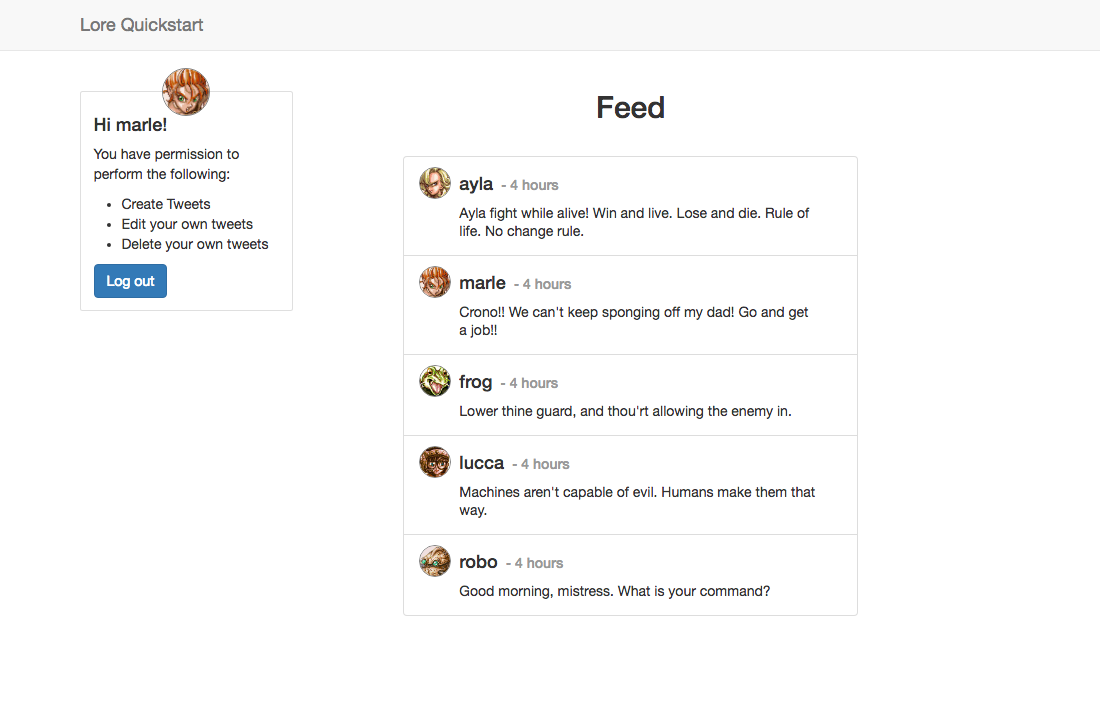 Lore Quickstart
Hi marle!
You have permission to
perform the following:
• Create Tweets
• Edit your own tweets
• Delete your own tweets
Log out
Feed
ayla - 4 hours
Ayla fight while alive! Win and live. Lose and die. Rule of
life. No change rule.
marle - 4 hours
Crono!! We can't keep sponging off my dad! Go and get
a job!!
frog - 4 hours
Lower thine guard, and thou'rt allowing the enemy in.
lucca - 4 hours
Machines aren't capable of evil. Humans make them that
way.
robo - 4 hours
Good morning, mistress. What is your command?